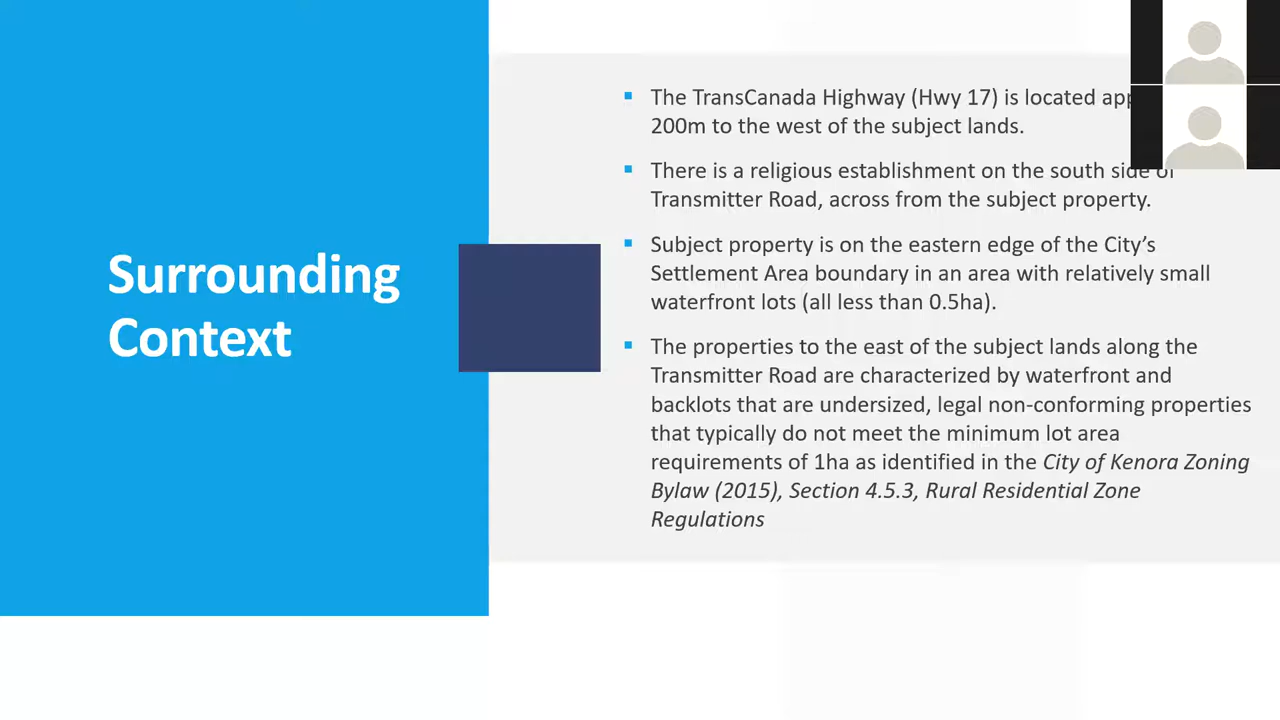 Surrounding
Context
▪ The TransCanada Highway (Hwy 17) is located
200m to the west of the subject lands.
▪ There is a religious establishment on the south side of
Transmitter Road, across from the subject property.
▪ Subject property is on the eastern edge of the City's
Settlement Area boundary in an area with relatively small
waterfront lots (all less than 0.5ha).
▪ The properties to the east of the subject lands along the
Transmitter Road are characterized by waterfront and
backlots that are undersized, legal non-conforming properties
that typically do not meet the minimum lot area
requirements of 1ha as identified in the City of Kenora Zoning
Bylaw (2015), Section 4.5.3, Rural Residential Zone
Regulations